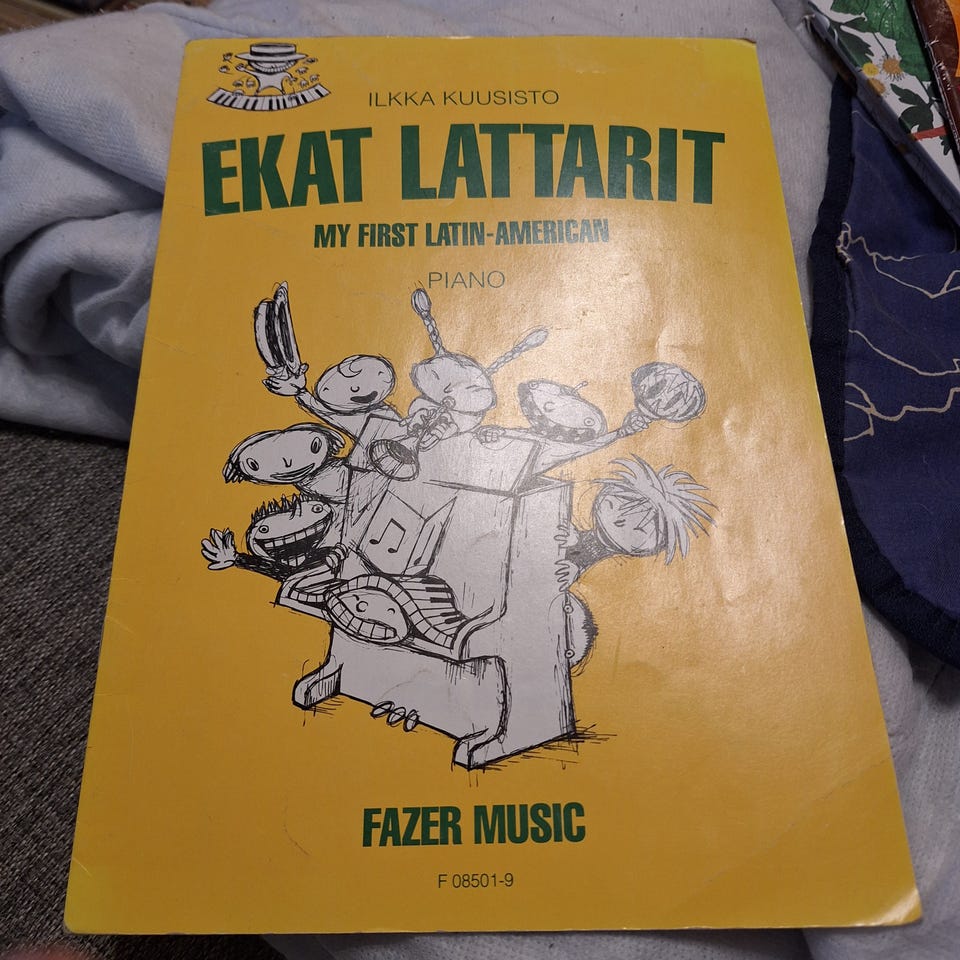 ILKKA KUUSISTO
EKAT LATTARIT
MY FIRST LATIN-AMERICAN
PIANO
FAZER MUSIC
F 08501-9